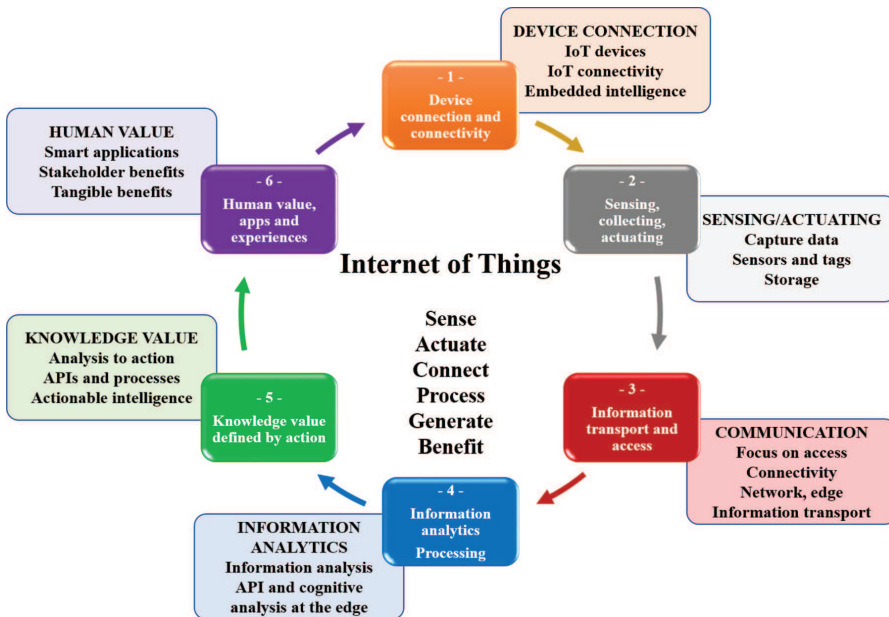 - 1 -
Device
connection and
connectivity
DEVICE CONNECTION
IoT devices
IoT connectivity
Embedded intelligence
- 2 -
Sensing,
collecting,
actuating
SENSING/ACTUATING
Capture data
Sensors and tags
Storage
- 3 -
Information
transport and
access
COMMUNICATION
Focus on access
Connectivity
Network, edge
Information transport
- 4 -
Information
analytics
Processing
INFORMATION
ANALYTICS
Information analysis
API and cognitive
analysis at the edge
- 5 -
Knowledge value
defined by action
KNOWLEDGE VALUE
Analysis to action
APIs and processes
Actionable intelligence
- 6 -
Human value,
apps and
experiences
HUMAN VALUE
Smart applications
Stakeholder benefits
Tangible benefits
Internet of Things
Sense
Actuate
Connect
Process
Generate
Benefit